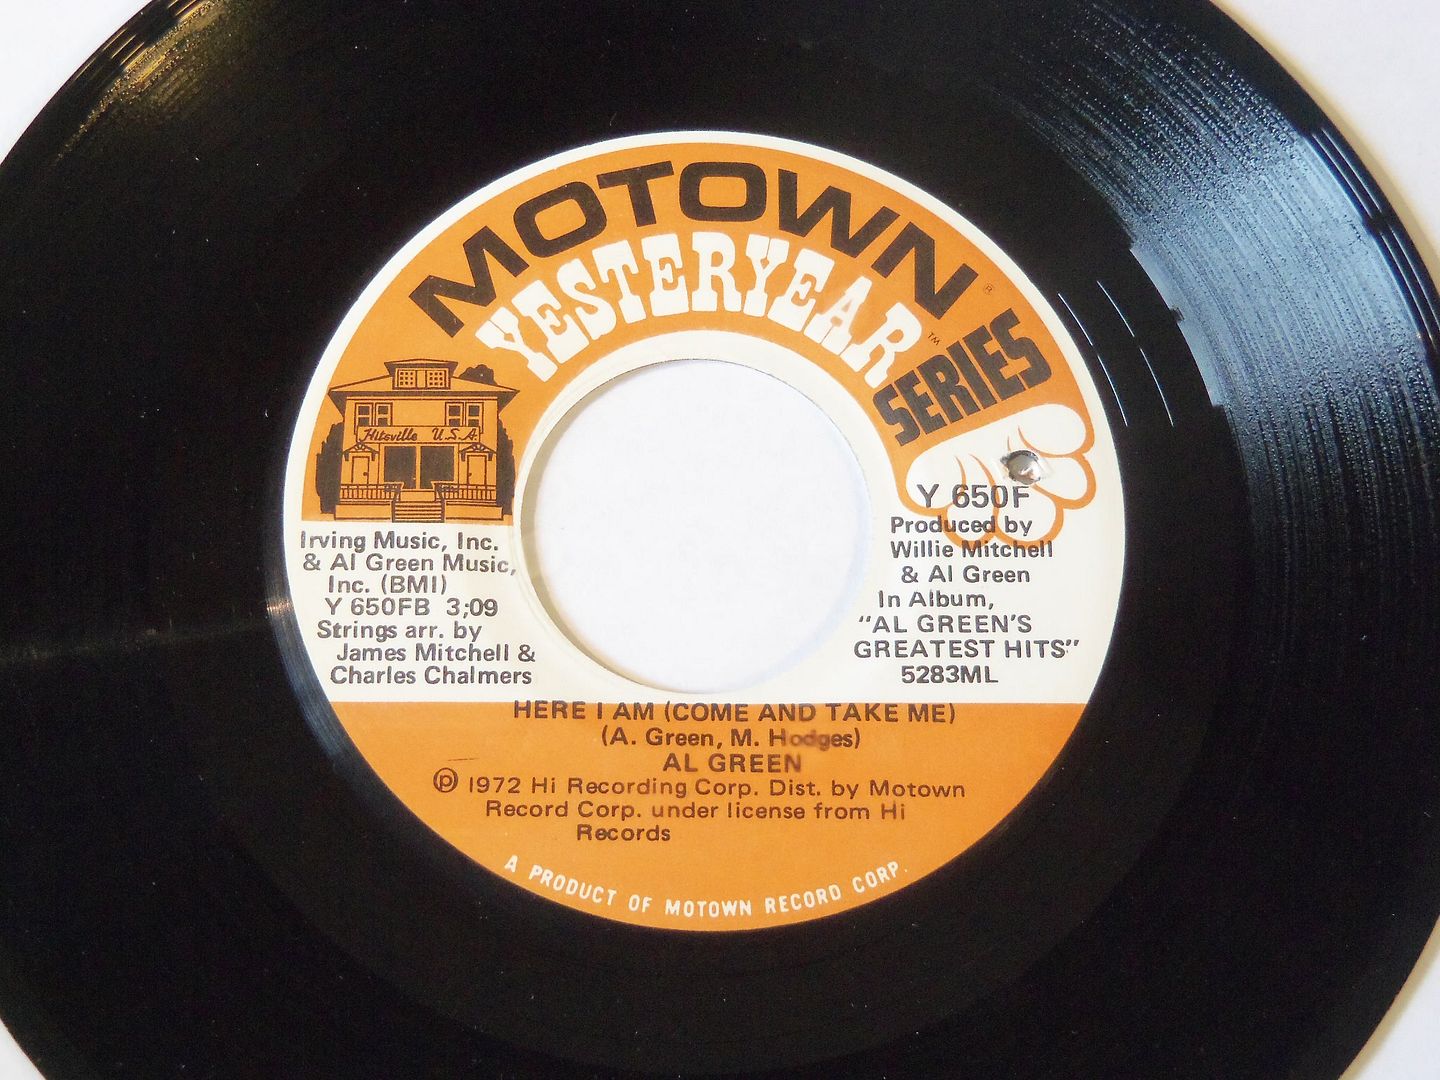 MOTOWN ®
YESTERYEAR ™
SERIES
Hitsville U.S.A.
Irving Music, Inc.
& Al Green Music,
Inc. (BMI)
Y 650FB 3;09
Strings arr. by
James Mitchell &
Charles Chalmers
Y 650F
Produced by
Willie Mitchell
& Al Green
In Album,
"AL GREEN'S
GREATEST HITS"
5283ML
HERE I AM (COME AND TAKE ME)
(A. Green, M. Hodges)
AL GREEN
℗ 1972 Hi Recording Corp. Dist. by Motown
Record Corp. under license from Hi
Records
A PRODUCT OF MOTOWN RECORD CORP.